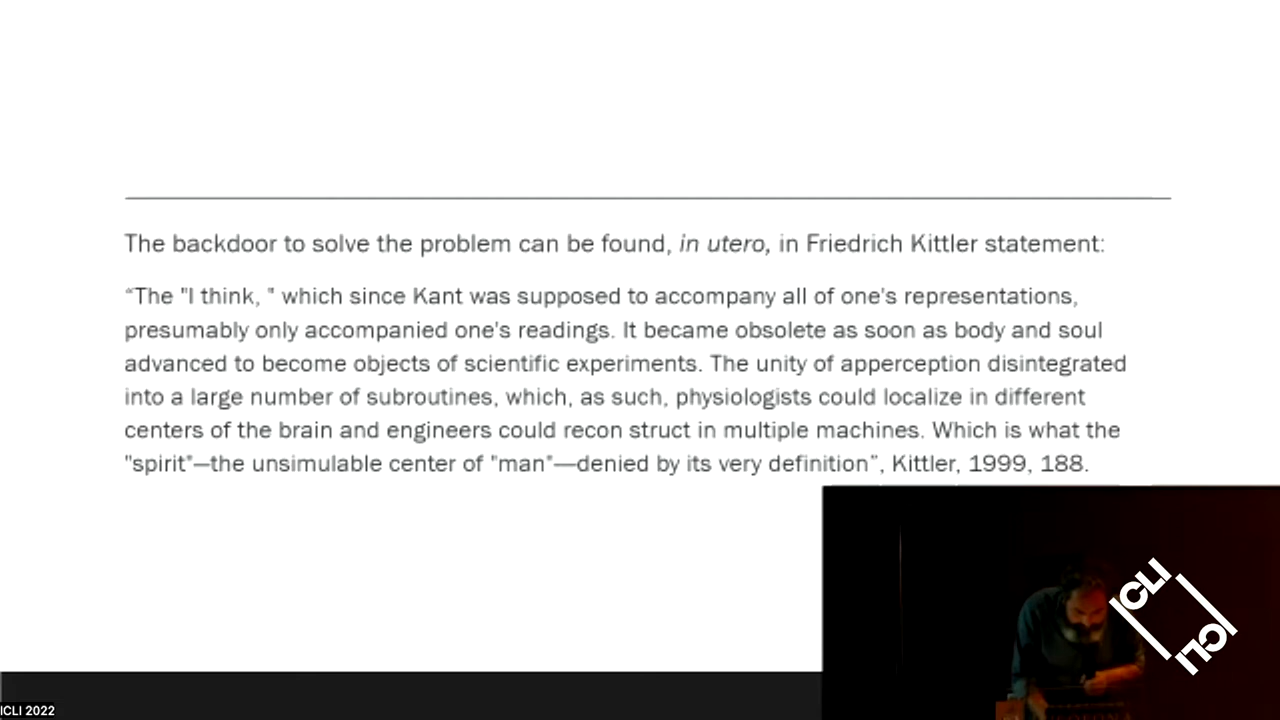 The backdoor to solve the problem can be found, in utero, in Friedrich Kittler statement:
“The "I think, " which since Kant was supposed to accompany all of one's representations,
presumably only accompanied one's readings. It became obsolete as soon as body and soul
advanced to become objects of scientific experiments. The unity of apperception disintegrated
into a large number of subroutines, which, as such, physiologists could localize in different
centers of the brain and engineers could recon struct in multiple machines. Which is what the
"spirit"—the unsimulable center of "man"—denied by its very definition”, Kittler, 1999, 188.
ICLI
ICLI
ICLI 2022